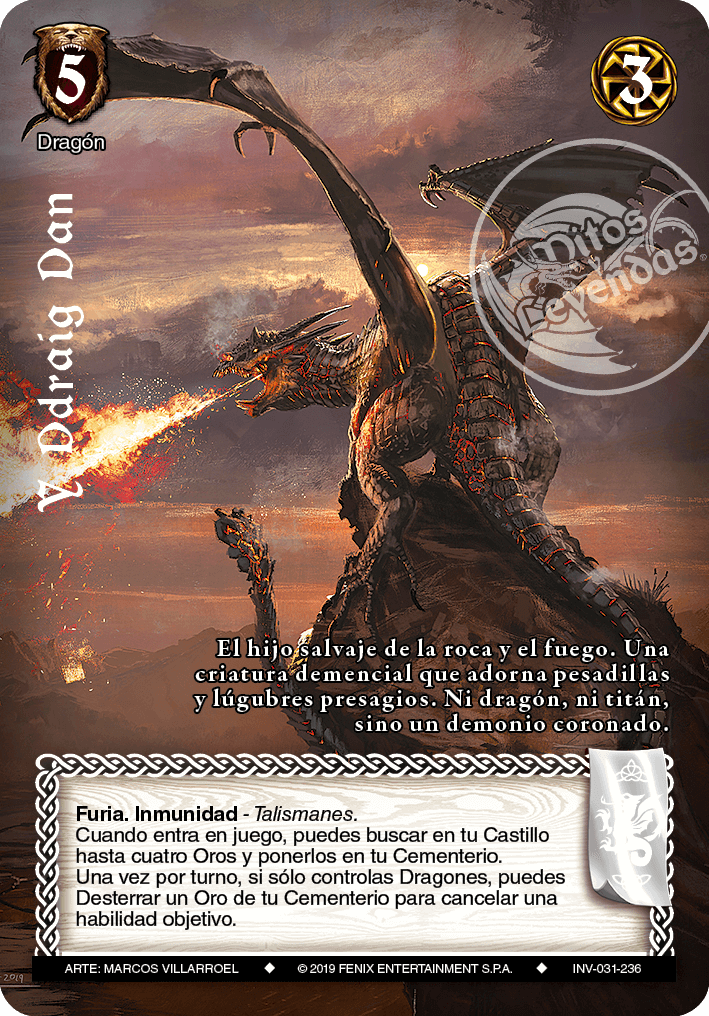 5
3
Dragón
Mitos
Leyendas
Y Ddraig Dan
El hijo salvaje de la roca y el fuego. Una
criatura demencial que adorna pesadillas
y lúgubres presagios. Ni dragón, ni titán,
sino un demonio coronado.
Furia. Inmunidad - Talismanes.
Cuando entra en juego, puedes buscar en tu Castillo
hasta cuatro Oros y ponerlos en tu Cementerio.
Una vez por turno, si sólo controlas Dragones, puedes
Desterrar un Oro de tu Cementerio para cancelar una
habilidad objetivo.
2019
ARTE: MARCOS VILLARROEL ◆ © 2019 FENIX ENTERTAINMENT S.P.A. ◆ INV-031-236